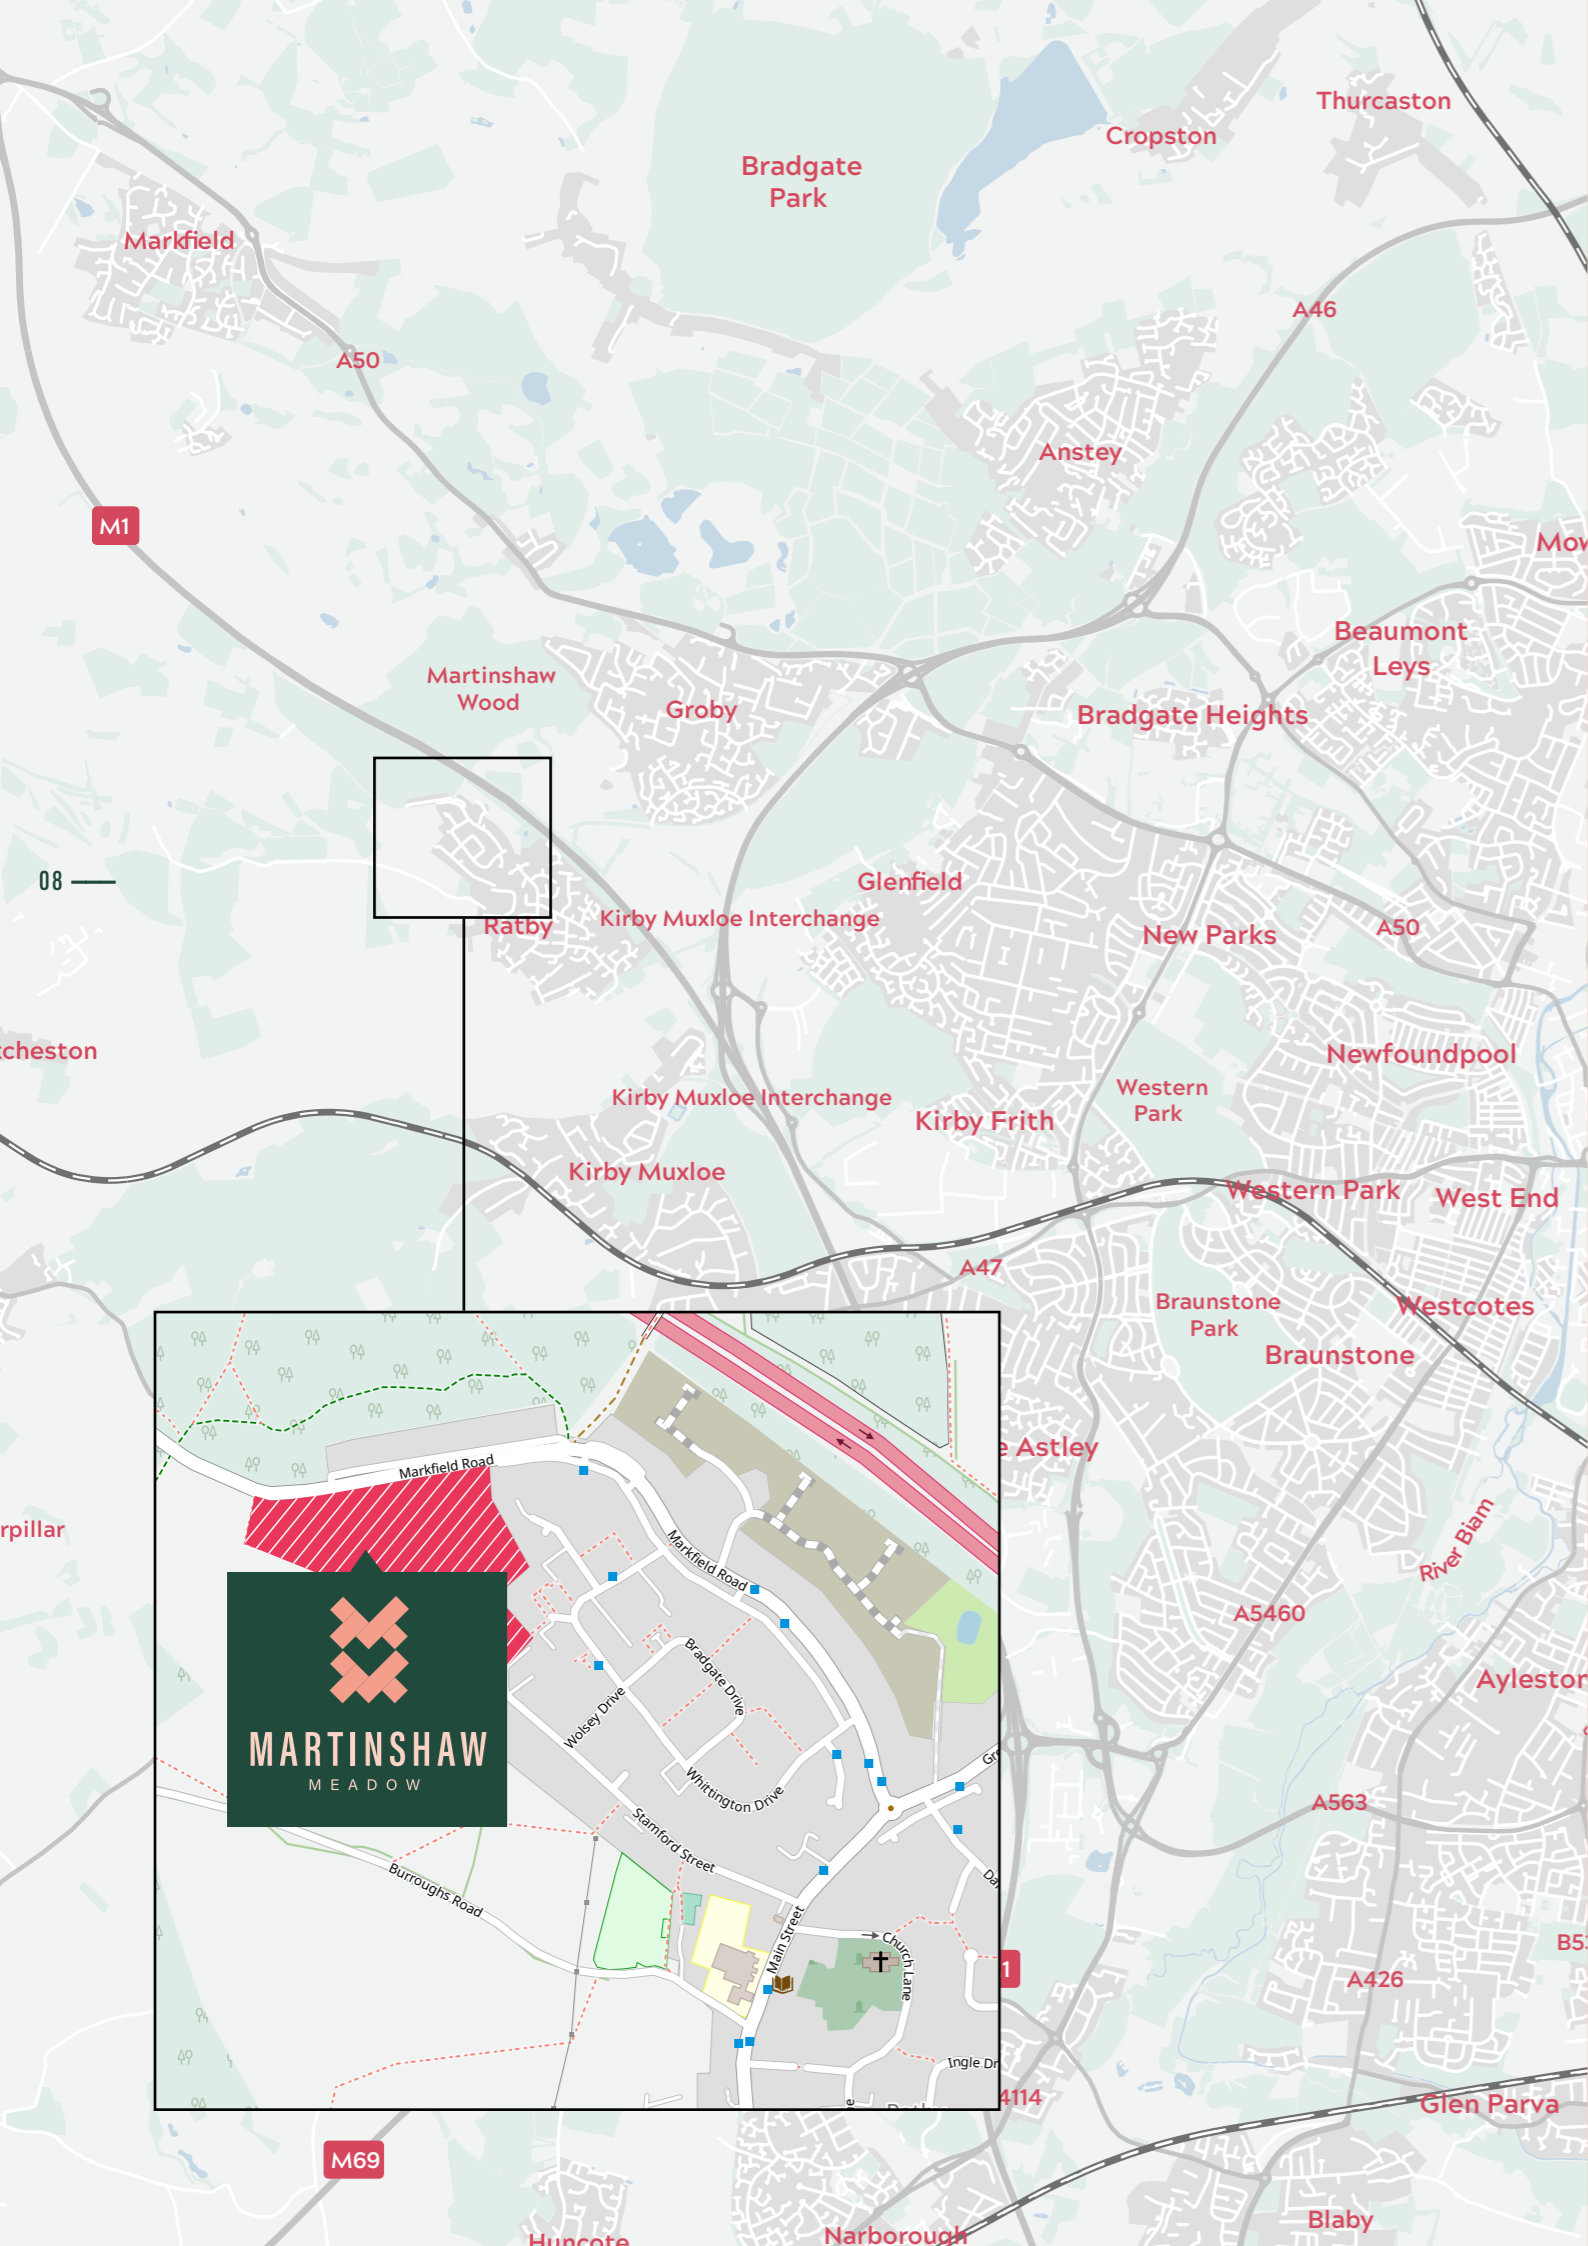 Thurcaston
Cropston
Bradgate
Park
Markfield
A46
A50
Anstey
M1
Beaumont
Leys
Martinshaw
Wood
Groby
Bradgate Heights
08
Glenfield
Ratby
Kirby Muxloe Interchange
New Parks
A50
cheston
Newfoundpool
Kirby Muxloe Interchange
Western
Park
Kirby Frith
Kirby Muxloe
Western Park
West End
A47
Braunstone
Park
Westcotes
Braunstone
e Astley
Markfield Road
rpillar
River Biam
Markfield Road
A5460
Bradgate Drive
Wolsey Drive
Aylestor
MARTINSHAW
MEADOW
Gr
Whittington Drive
A563
Stamford Street
Burroughs Road
Da
Main Street
Church Lane
B5
1
A426
Ingle Dr
4114
Glen Parva
M69
Blaby
Narborough
Huncote